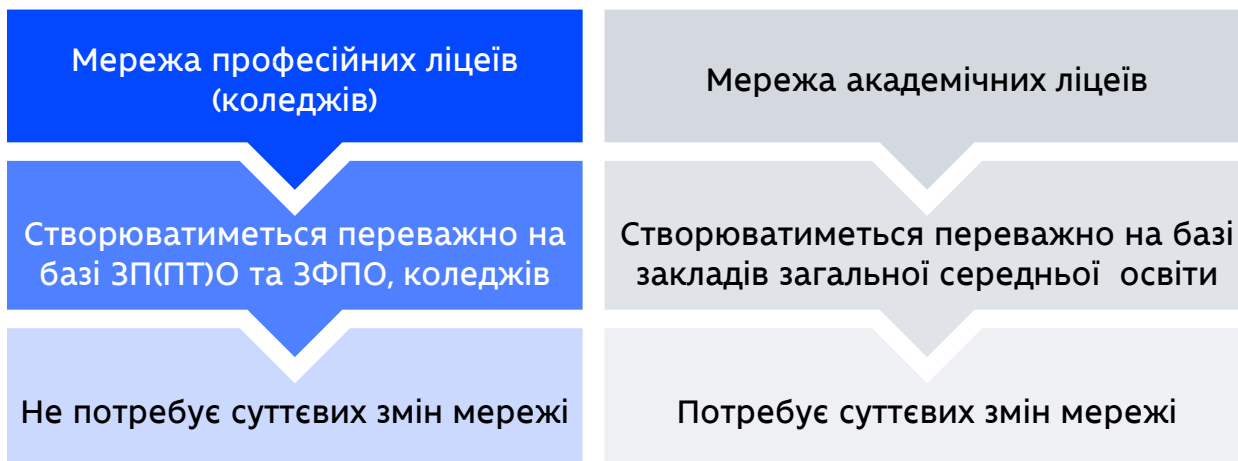 Мережа професійних ліцеїв
(коледжів)
Створюватиметься переважно на
базі ЗП(ПТ)О та ЗФПО, коледжів
Не потребує суттєвих змін мережі
Мережа академічних ліцеїв
Створюватиметься переважно на базі
закладів загальної середньої освіти
Потребує суттєвих змін мережі